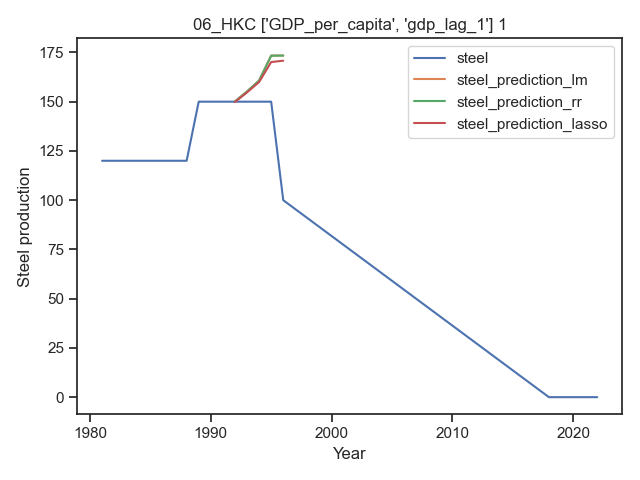 06_HKC ['GDP_per_capita', 'gdp_lag_1'] 1
steel
steel_prediction_lm
steel_prediction_rr
steel_prediction_lasso
Steel production
175
150
125
100
75
50
25
0
1980 1990 2000 2010 2020
Year